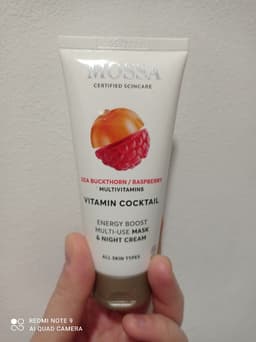 MOSSA
CERTIFIED SKINCARE
SEA BUCKTHORN / RASPBERRY
MULTIVITAMINS
VITAMIN COCKTAIL
ENERGY BOOST
MULTI-USE MASK
& NIGHT CREAM
ALL SKIN TYPES
REDMI NOTE 9
AI QUAD CAMERA